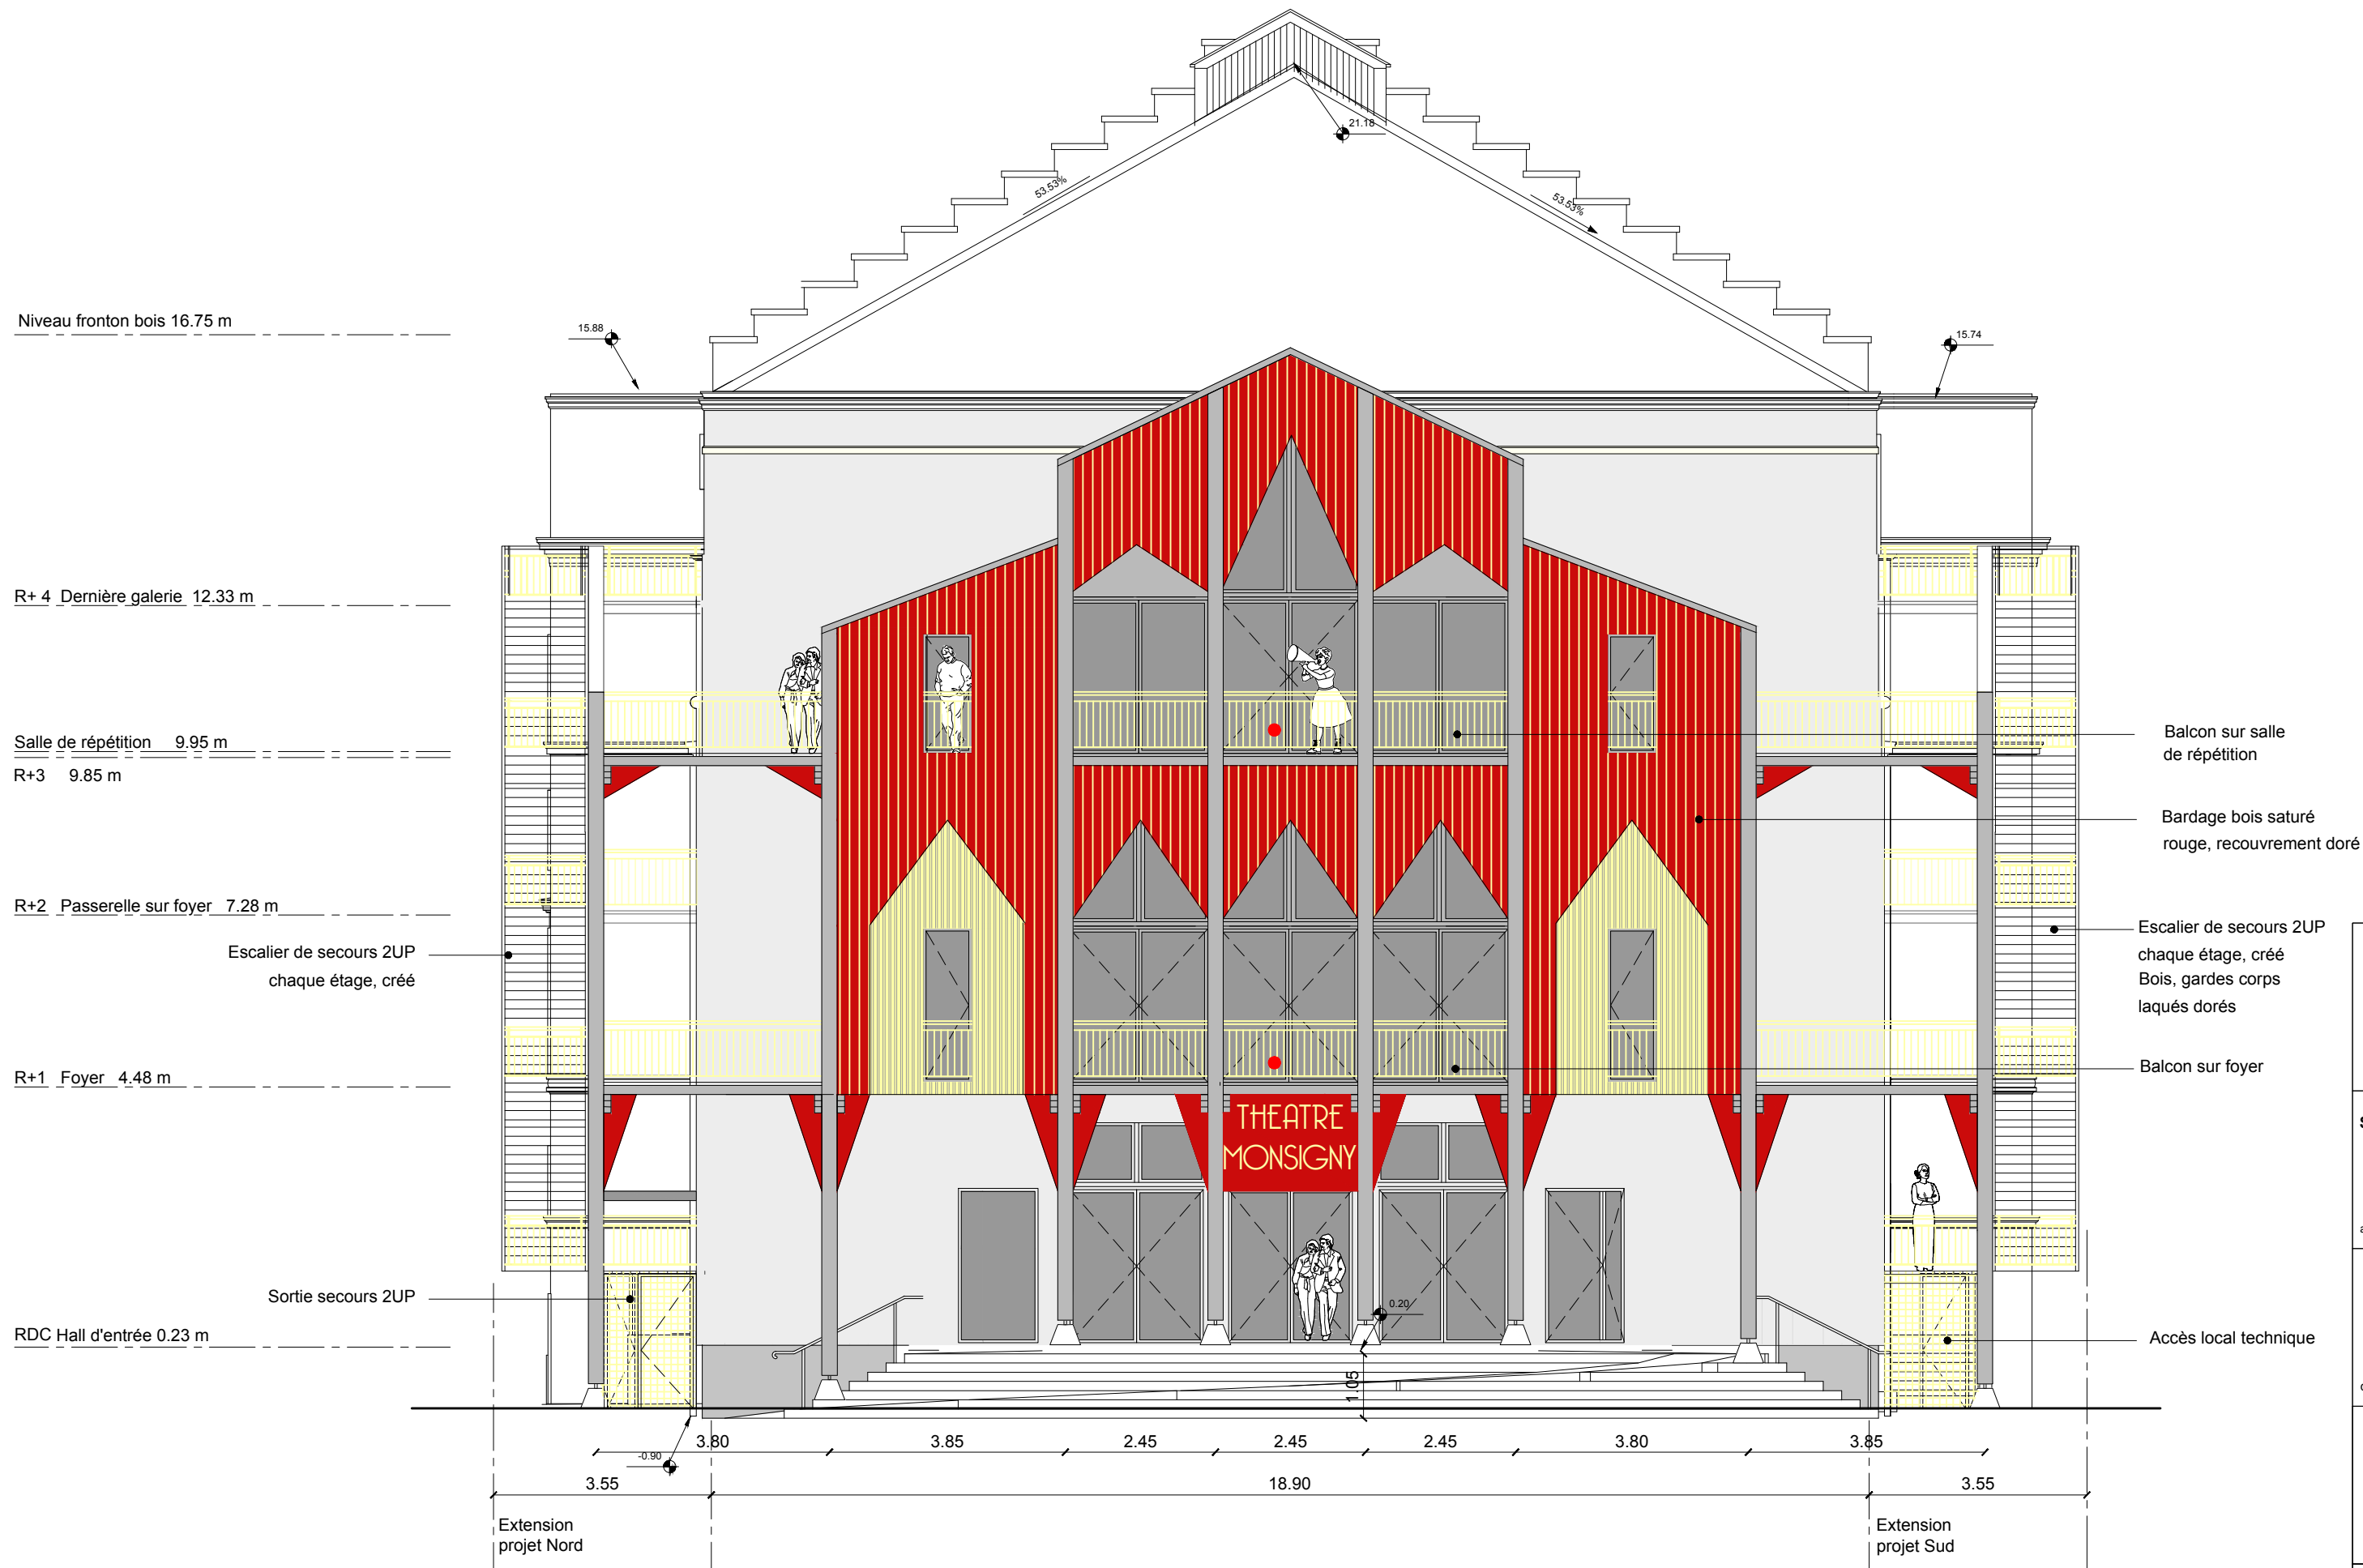 21.18
53.53%
53.53%
Niveau fronton bois 16.75 m
15.88
15.74
R+ 4 Dernière galerie 12.33 m
Salle de répétition 9.95 m
R+3 9.85 m
Balcon sur salle
de répétition
Bardage bois saturé
rouge, recouvrement doré
R+2 Passerelle sur foyer 7.28 m
Escalier de secours 2UP
chaque étage, créé
Escalier de secours 2UP
chaque étage, créé
Bois, gardes corps
laqués dorés
R+1 Foyer 4.48 m
Balcon sur foyer
THEATRE
MONSIGNY
Sortie secours 2UP
0.20
RDC Hall d'entrée 0.23 m
Accès local technique
1.05
3.80 3.85 2.45 2.45 2.45 3.80 3.85
-0.90
3.55 18.90 3.55
Extension
projet Nord
Extension
projet Sud